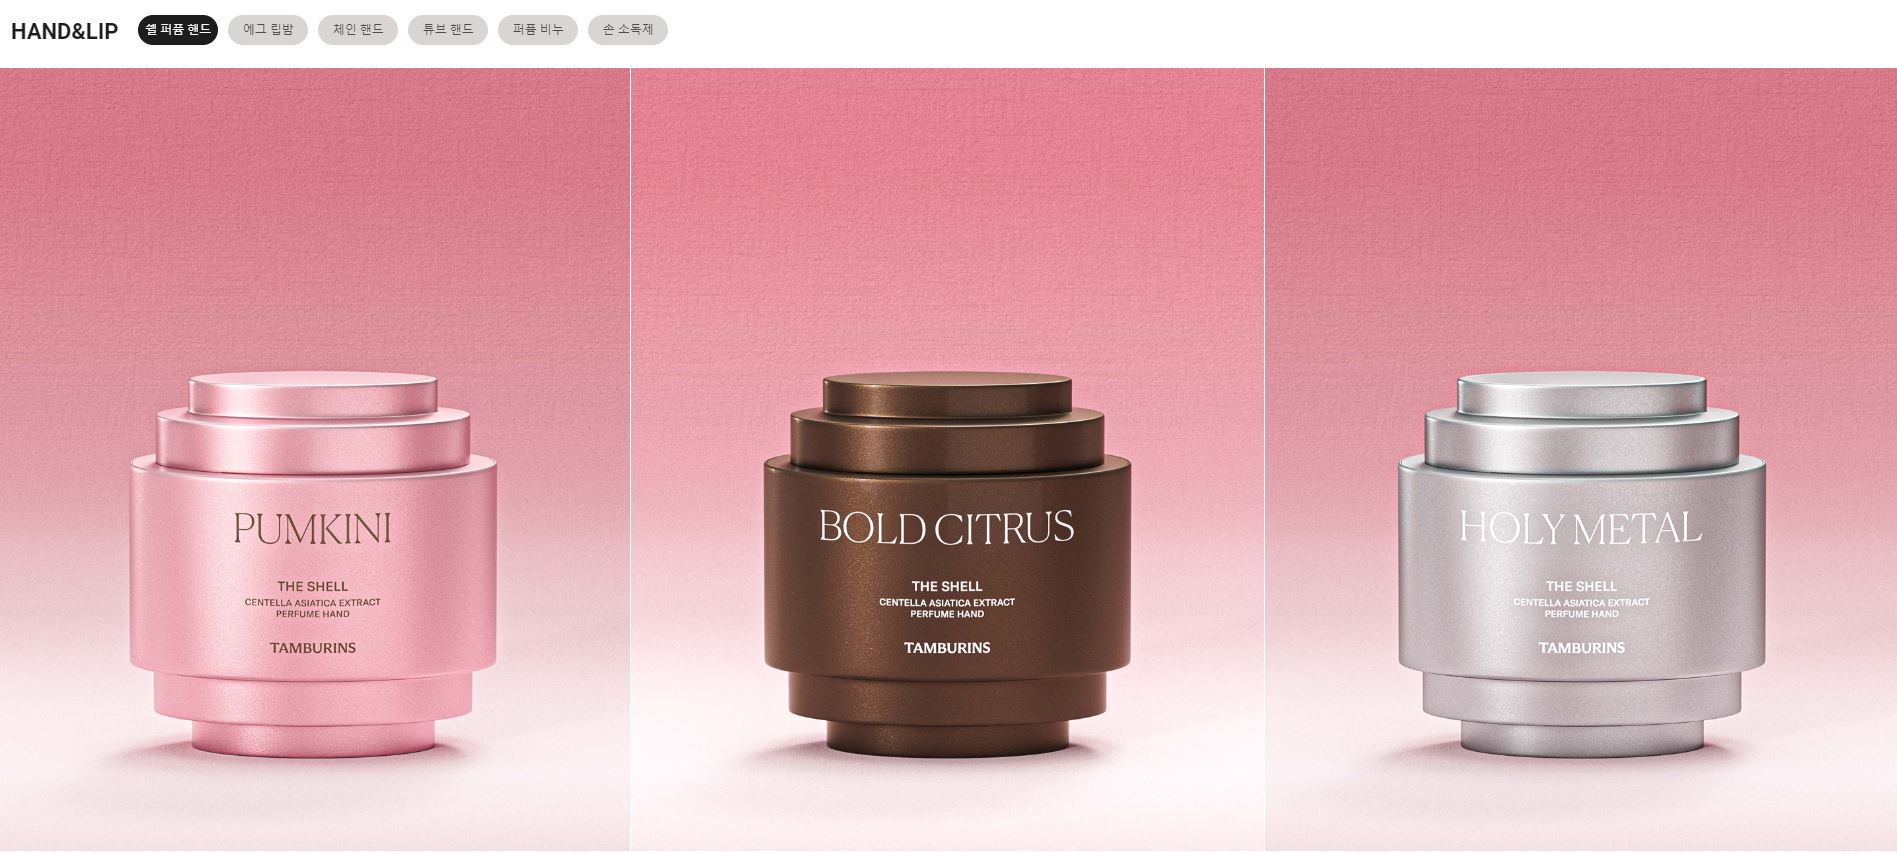 HAND&LIP
쉘 퍼퓸 핸드
에그 립밤
체인 핸드
튜브 핸드
퍼퓸 비누
손 소독제
PUMKINI
THE SHELL
CENTELLA ASIATICA EXTRACT
PERFUME HAND
TAMBURINS
BOLD CITRUS
THE SHELL
CENTELLA ASIATICA EXTRACT
PERFUME HAND
TAMBURINS
HOLY METAL
THE SHELL
CENTELLA ASIATICA EXTRACT
PERFUME HAND
TAMBURINS